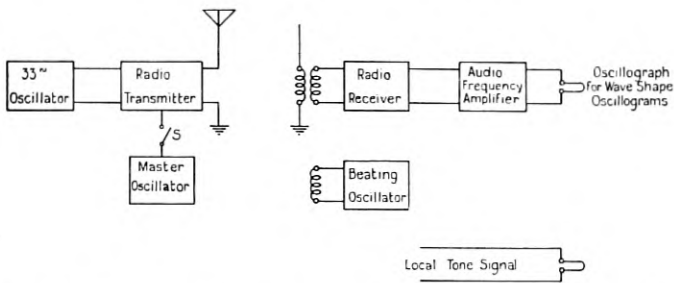 33~
Oscillator
Radio
Transmitter
S
Master
Oscillator
Radio
Receiver
Audio
Frequency
Amplifier
Oscillograph
for Wave Shape
Oscillograms
Beating
Oscillator
Local Tone Signal